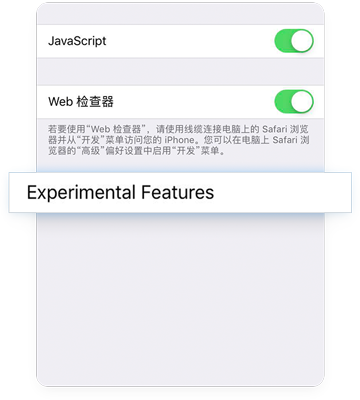 JavaScript
Web 检查器
若要使用“Web 检查器”，请使用线缆连接电脑上的 Safari 浏览
器并从“开发”菜单访问您的 iPhone。您可以在电脑上 Safari 浏
览器的“高级”偏好设置中启用“开发”菜单。
Experimental Features